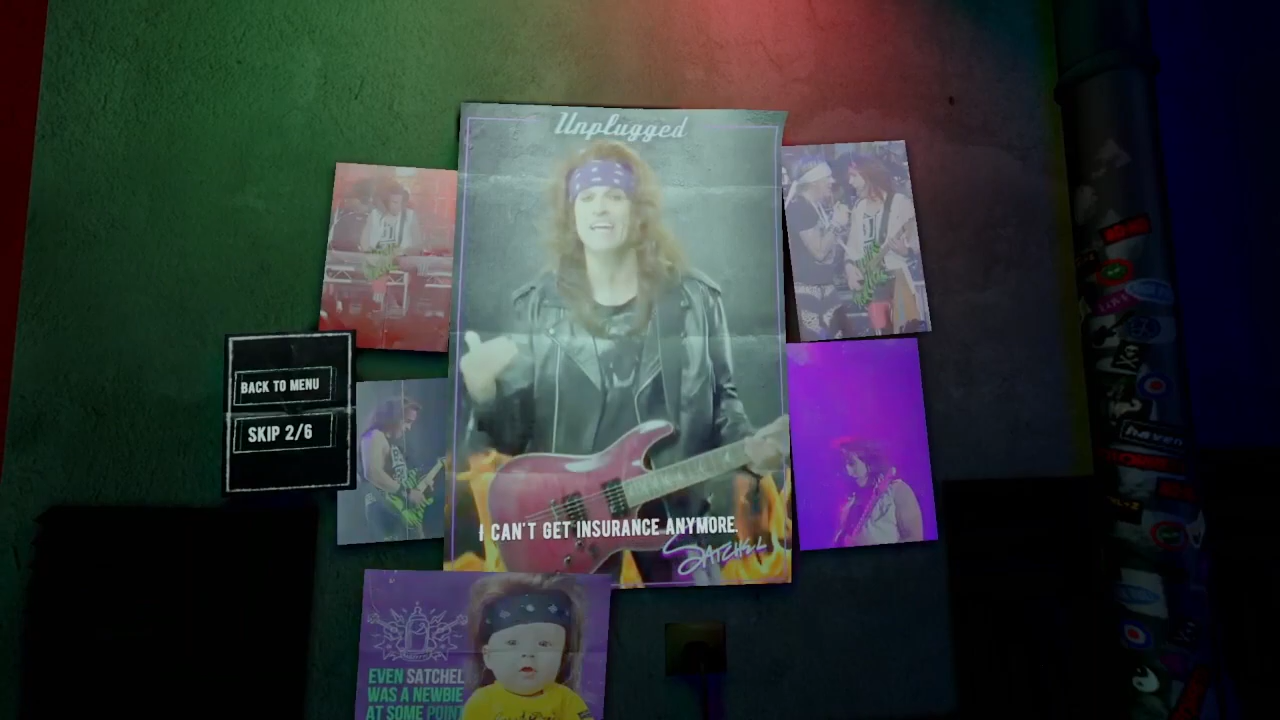 Unplugged
BACK TO MENU
SKIP 2/6
I CAN'T GET INSURANCE ANYMORE.
SATCHEL
EVEN SATCHEL
WAS A NEWBIE
AT SOME POINT
haven